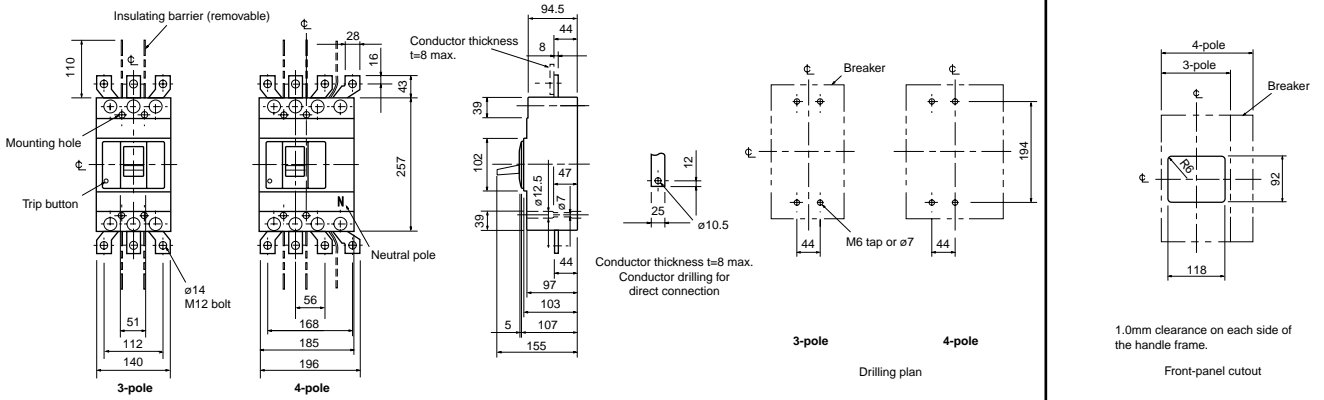 Insulating barrier (removable)
℄
28
16
110
43
Mounting hole
℄
257
Trip button
N
Neutral pole
ø14
M12 bolt
51
112
140
3-pole
56
168
185
196
4-pole
94.5
44
8
Conductor thickness
t=8 max.
39
102
47
ø12.5
ø7
39
44
97
103
5
107
155
12
25
ø10.5
Conductor thickness t=8 max.
Conductor drilling for
direct connection
℄
Breaker
℄
℄
194
M6 tap or ø7
44
44
3-pole
4-pole
Drilling plan
4-pole
3-pole
℄
Breaker
R6
℄
92
118
1.0mm clearance on each side of
the handle frame.
Front-panel cutout